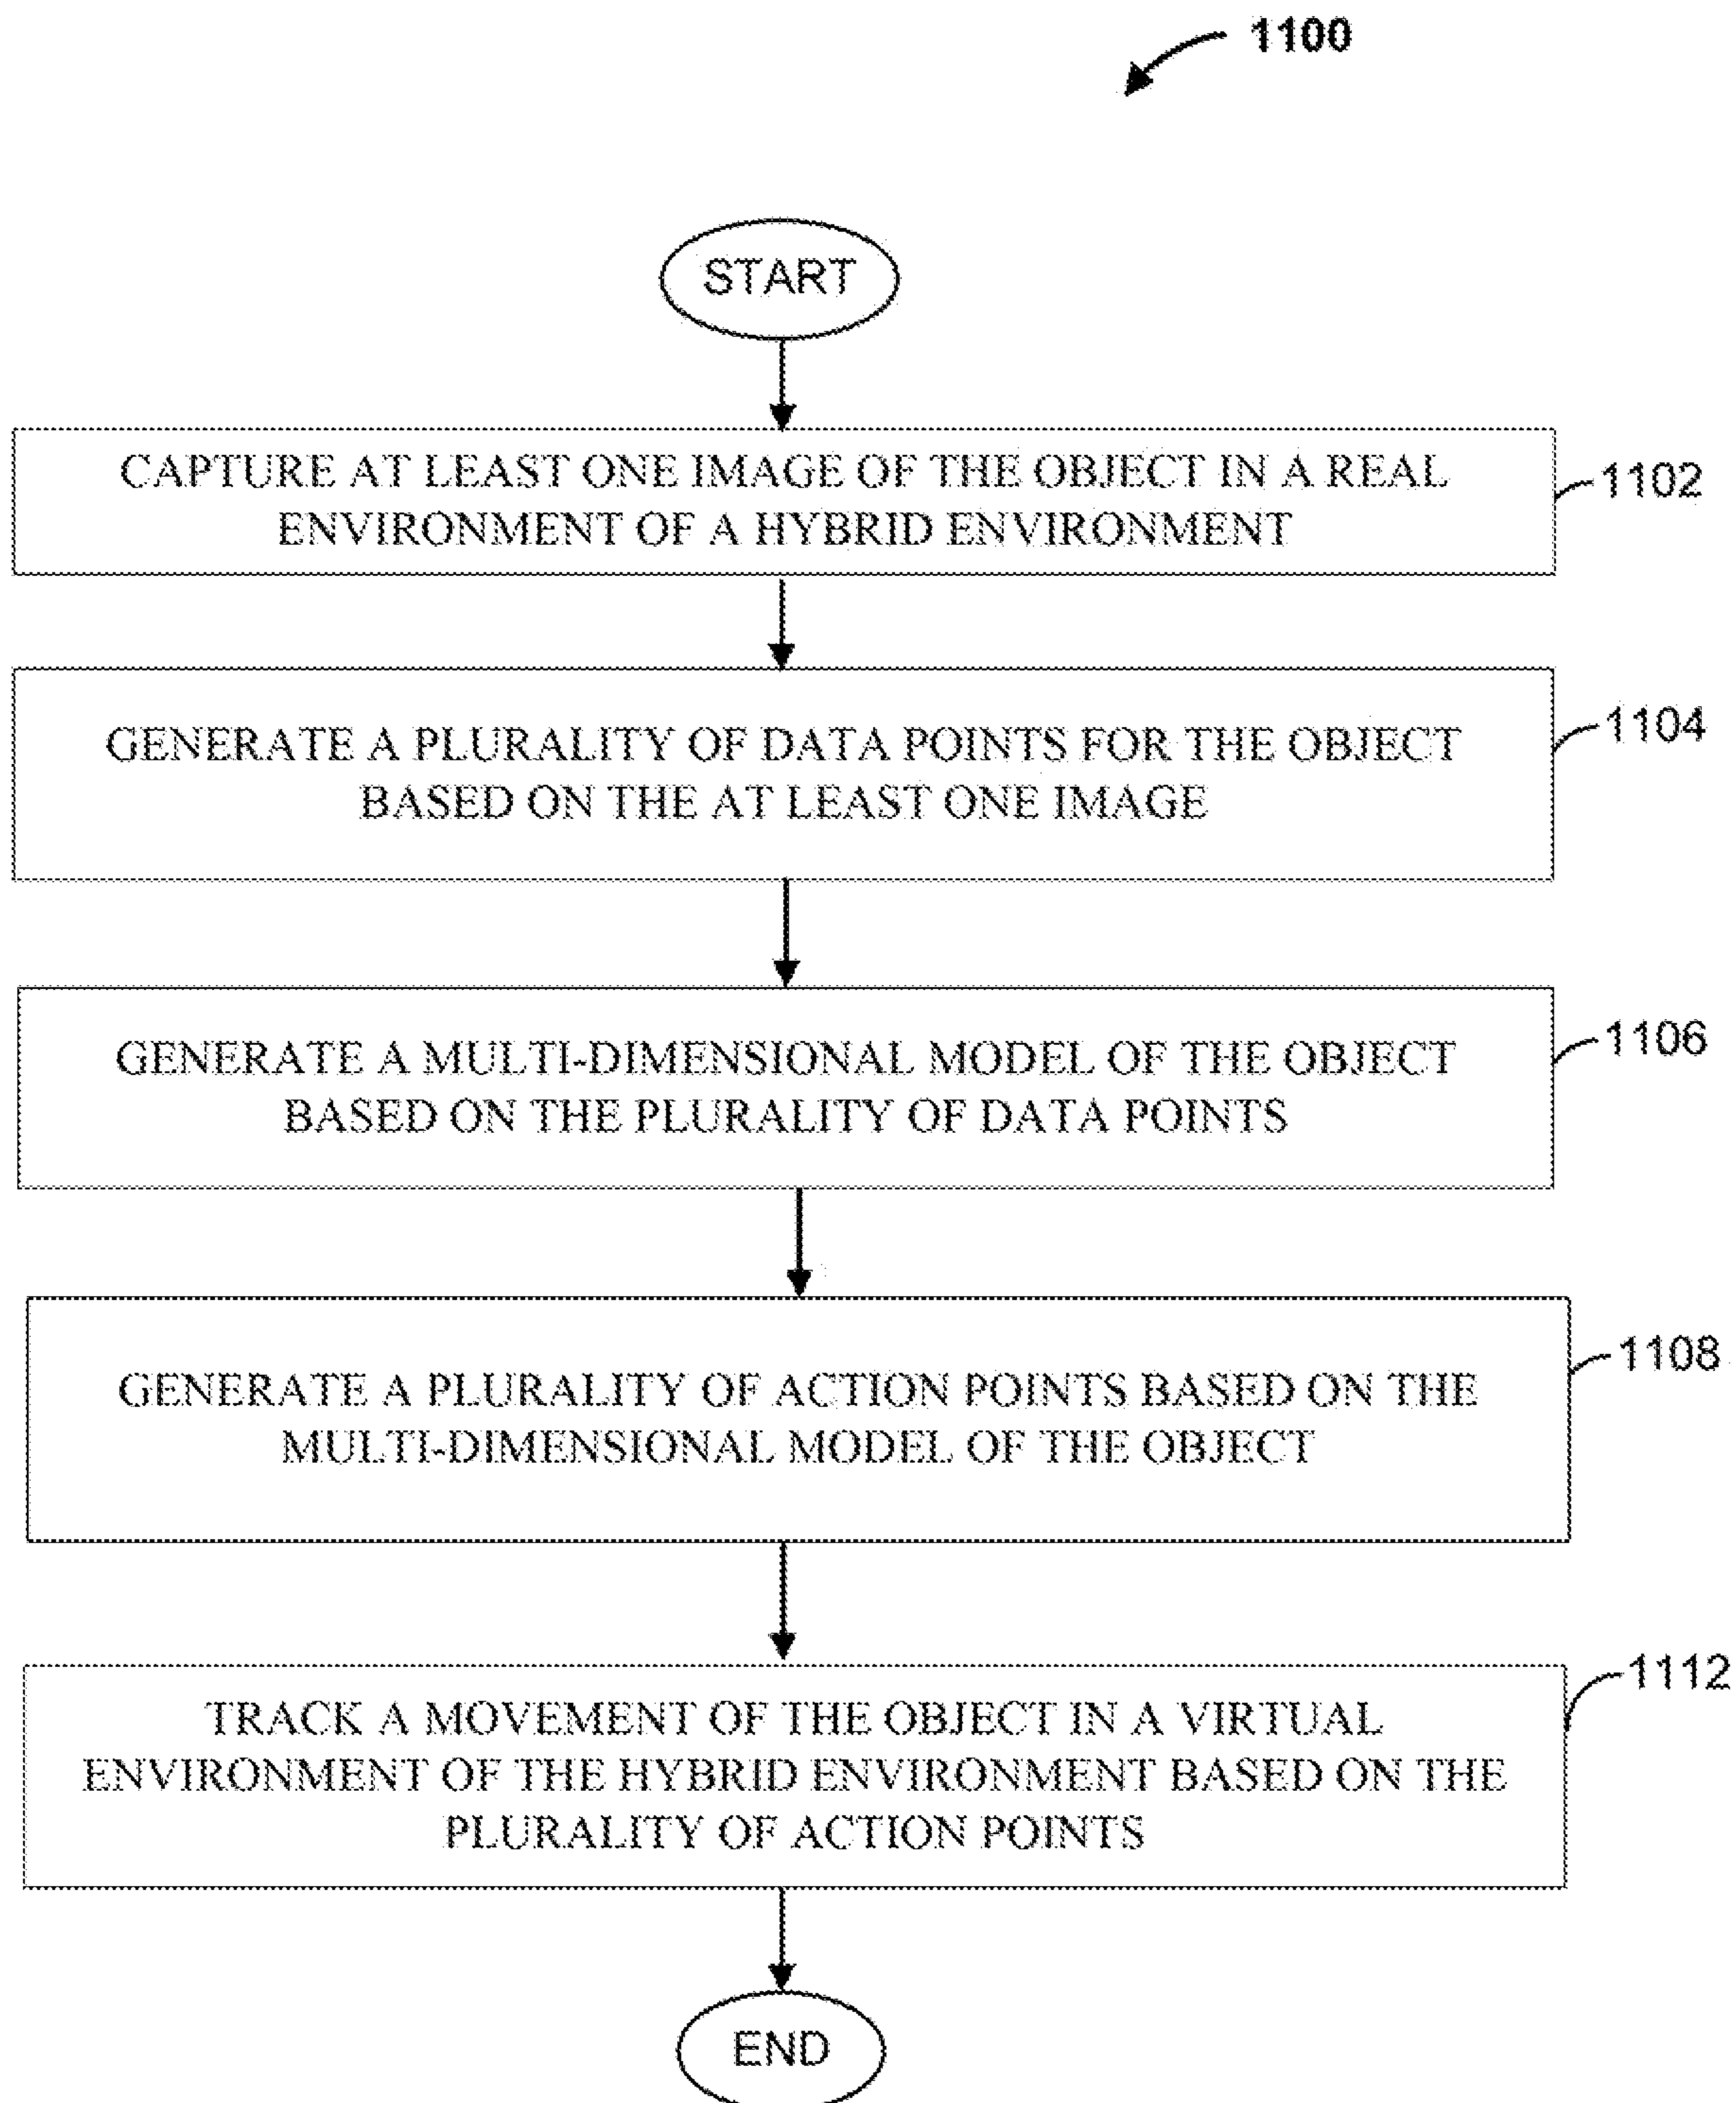 1100
START
CAPTURE AT LEAST ONE IMAGE OF THE OBJECT IN A REAL
ENVIRONMENT OF A HYBRID ENVIRONMENT
1102
GENERATE A PLURALITY OF DATA POINTS FOR THE OBJECT
BASED ON THE AT LEAST ONE IMAGE
1104
GENERATE A MULTI-DIMENSIONAL MODEL OF THE OBJECT
BASED ON THE PLURALITY OF DATA POINTS
1106
GENERATE A PLURALITY OF ACTION POINTS BASED ON THE
MULTI-DIMENSIONAL MODEL OF THE OBJECT
1108
TRACK A MOVEMENT OF THE OBJECT IN A VIRTUAL
ENVIRONMENT OF THE HYBRID ENVIRONMENT BASED ON THE
PLURALITY OF ACTION POINTS
1112
END